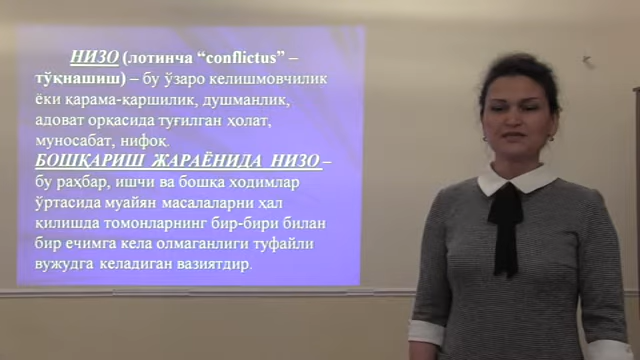 НИЗО (лотинча “conflictus” –
тўқнашиш) – бу ўзаро келишмовчилик
ёки қарама-қаршилик, душманлик,
адоват орқасида туғилган ҳолат,
муносабат, нифоқ.
БОШҚАРИШ ЖАРАЁНИДА НИЗО –
бу раҳбар, ишчи ва бошқа ходимлар
ўртасида муайян масалаларни ҳал
қилишда томонларнинг бир-бири билан
бир ечимга кела олмаганлиги туфайли
вужудга келадиган вазиятдир.